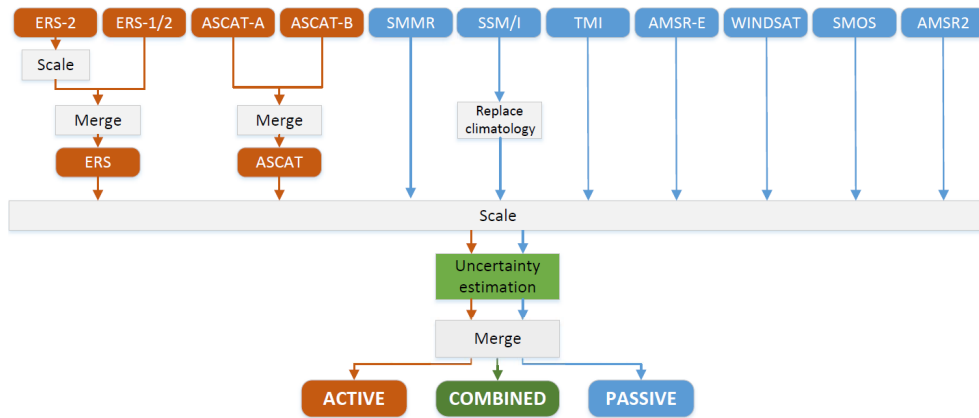 ERS-2
ERS-1/2
ASCAT-A
ASCAT-B
SMMR
SSM/I
TMI
AMSR-E
WINDSAT
SMOS
AMSR2
Scale
Merge
Merge
Replace
climatology
ERS
ASCAT
Scale
Uncertainty
estimation
Merge
ACTIVE
COMBINED
PASSIVE